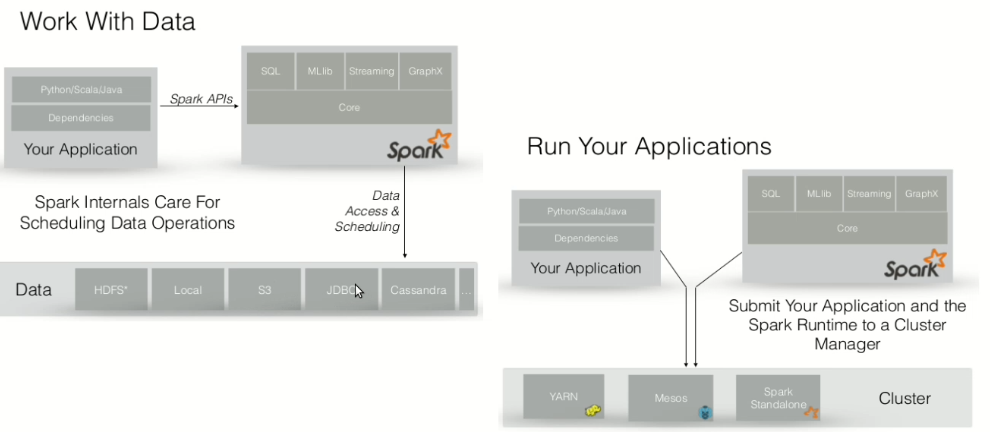 Work With Data
Python/Scala/Java
Dependencies
Your Application
Spark APIs
SQL
MLlib
Streaming
GraphX
Core
Spark
Spark Internals Care For
Scheduling Data Operations
Data
Access &
Scheduling
Data
HDFS*
Local
S3
JDBC
Cassandra
...
Run Your Applications
Python/Scala/Java
Dependencies
Your Application
SQL
MLlib
Streaming
GraphX
Core
Spark
Submit Your Application and the
Spark Runtime to a Cluster
Manager
YARN
Mesos
Spark
Standalone
Cluster